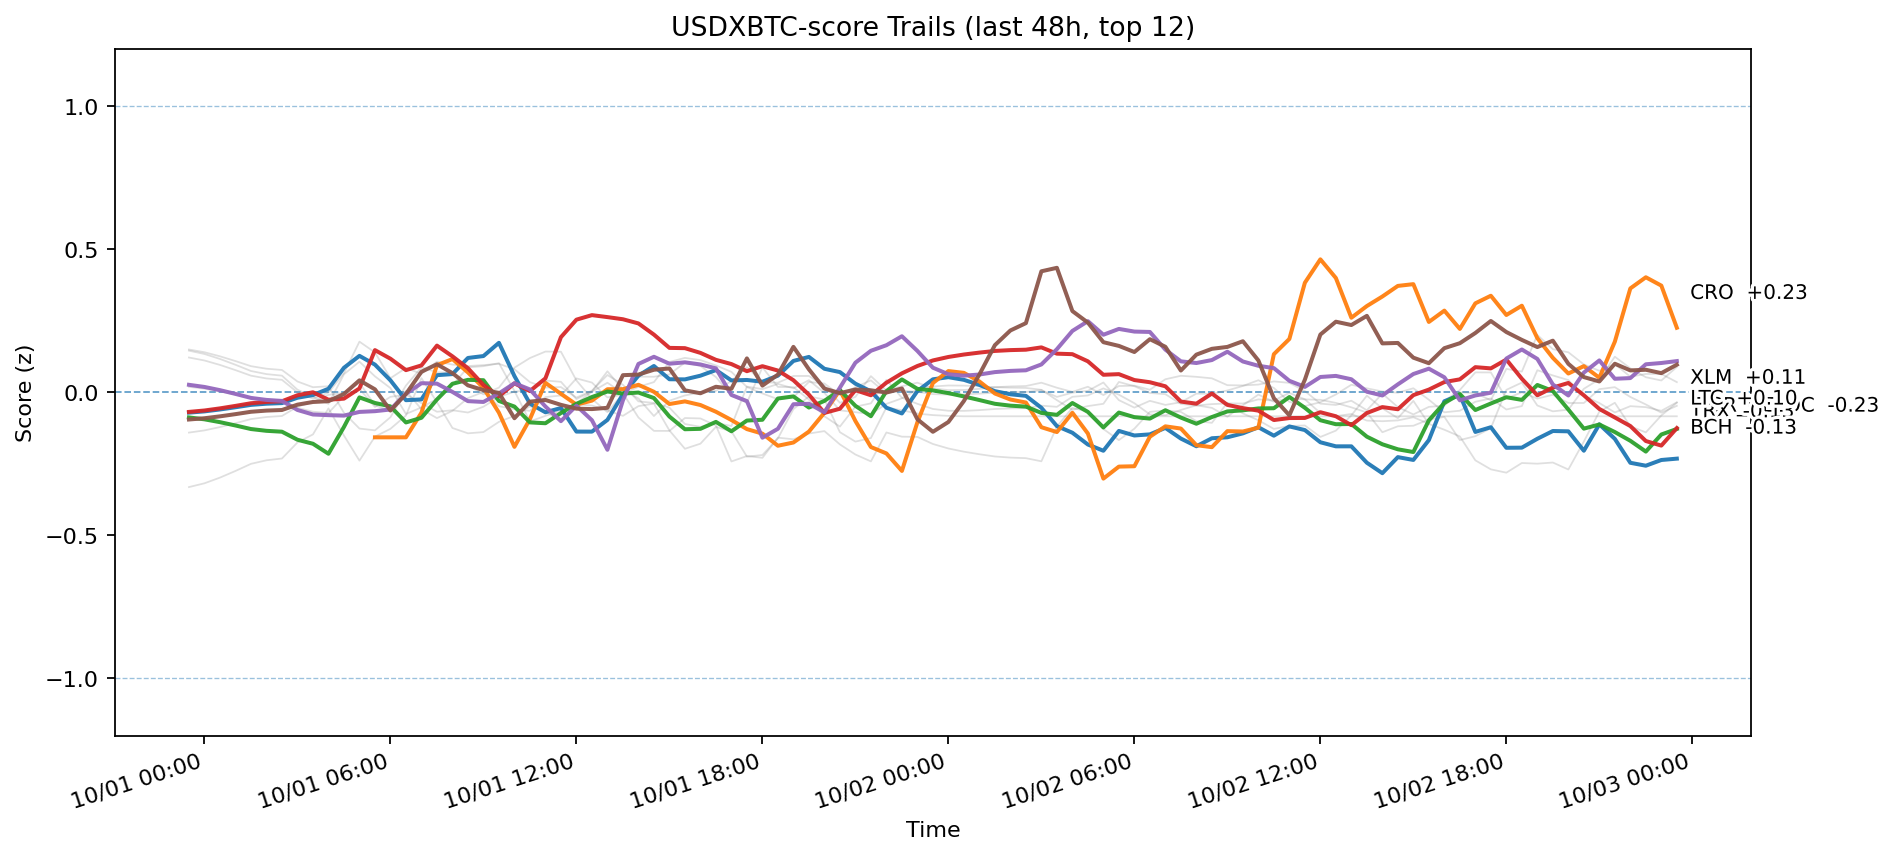 USDXBTC-score Trails (last 48h, top 12)
Score (z)
1.0
0.5
0.0
−0.5
−1.0
CRO +0.23
XLM +0.11
LTC +0.10
TRX -0.13
-0.23
BCH -0.13
10/01 00:00
10/01 06:00
10/01 12:00
10/01 18:00
10/02 00:00
10/02 06:00
10/02 12:00
10/02 18:00
10/03 00:00
Time